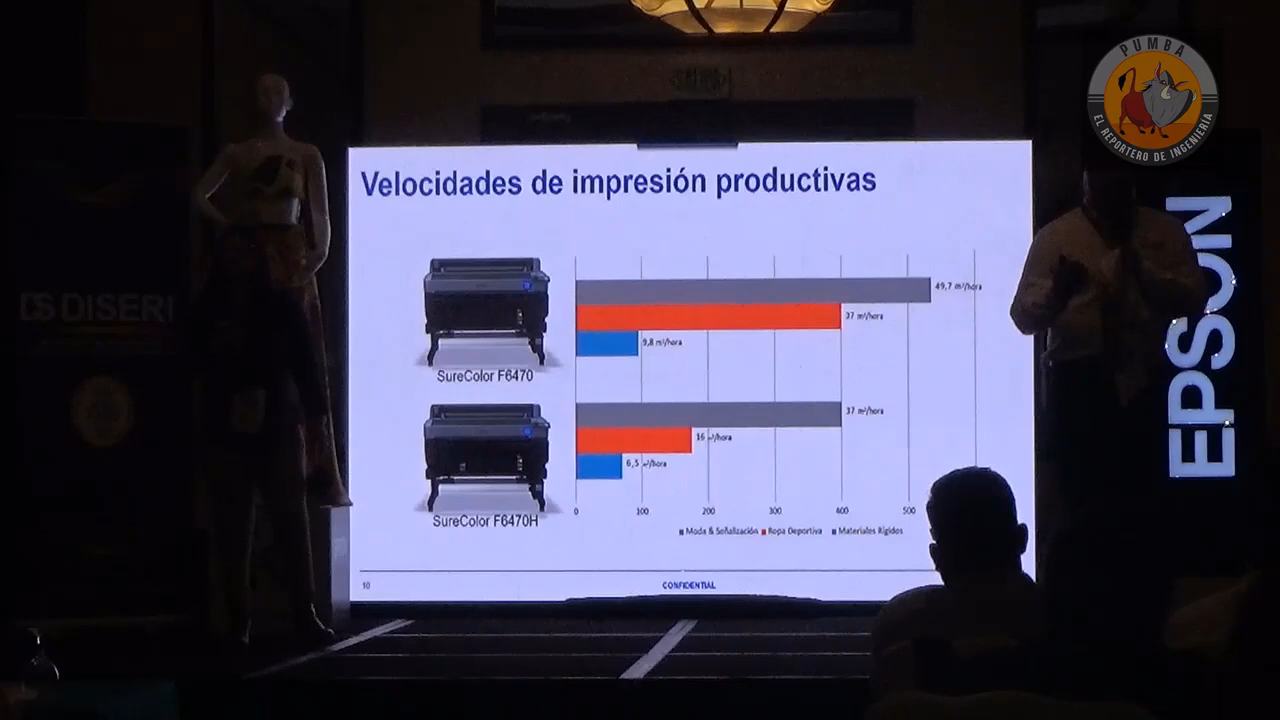 PUMBA
EL REPORTERO DE INGENIERÍA
SALIDA
Velocidades de impresión productivas
EPSON
49,7 m²/hora
37 m²/hora
9,8 m²/hora
SureColor F6470
DS DISERI
37 m²/hora
16 m²/hora
6,5 m²/hora
SureColor F6470H
0 100 200 300 400 500
Moda & Señalización Ropa Deportiva Materiales Rígidos
10 CONFIDENTIAL